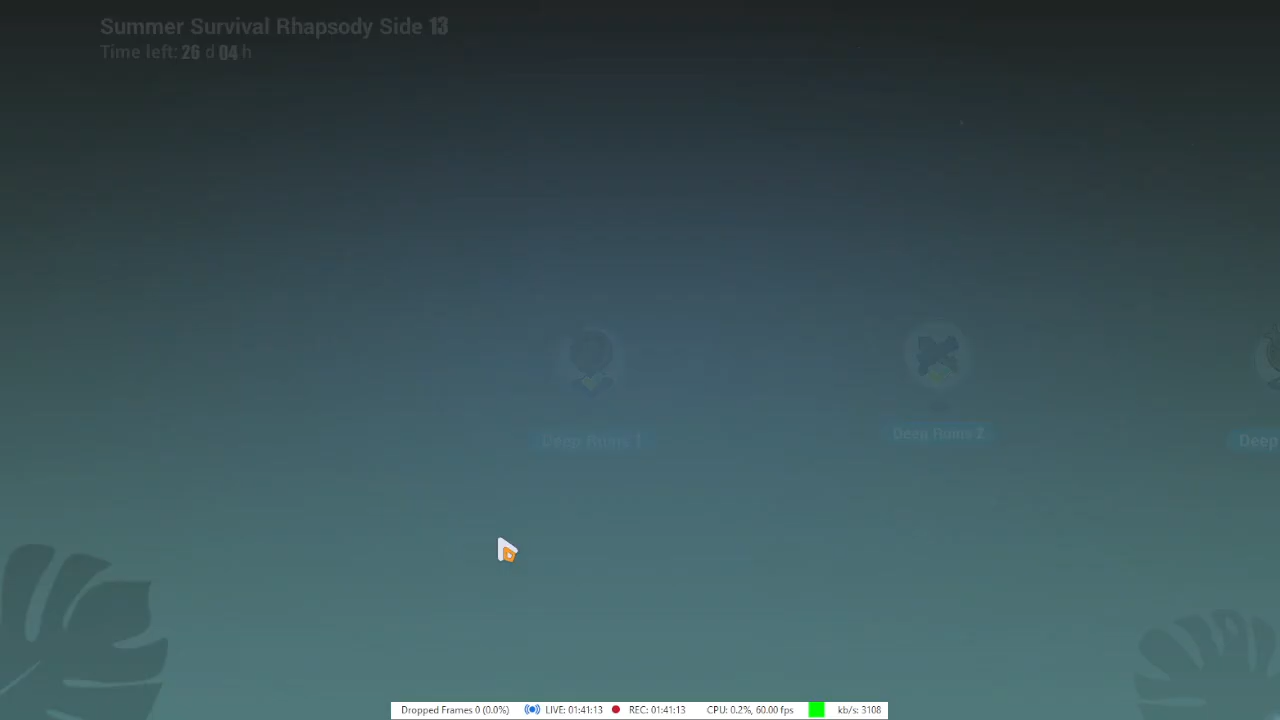 Summer Survival Rhapsody Side 13
Time left: 26 d 04 h
Deep Ruins 1
Deep Ruins 2
Deep
Dropped Frames 0 (0.0%) LIVE: 01:41:13 REC: 01:41:13 CPU: 0.2%, 60.00 fps kb/s: 3108